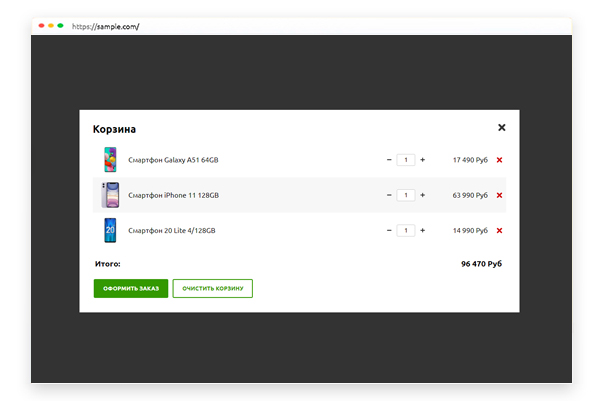 https://sample.com/
Корзина
Смартфон Galaxy A51 64GB 1 17 490 Руб
Смартфон iPhone 11 128GB 1 63 990 Руб
20 Смартфон 20 Lite 4/128GB 1 14 990 Руб
Итого: 96 470 Руб
ОФОРМИТЬ ЗАКАЗ ОЧИСТИТЬ КОРЗИНУ